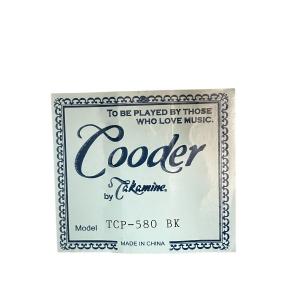 TO BE PLAYED BY THOSE
WHO LOVE MUSIC.
Cooder
by Takamine.
Model TCP-580 BK
MADE IN CHINA